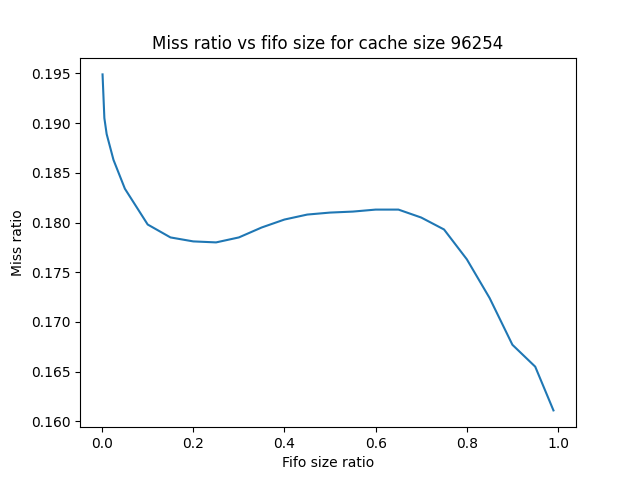 Miss ratio vs fifo size for cache size 96254
0.195
0.190
0.185
0.180
0.175
0.170
0.165
0.160
Miss ratio
0.0 0.2 0.4 0.6 0.8 1.0
Fifo size ratio